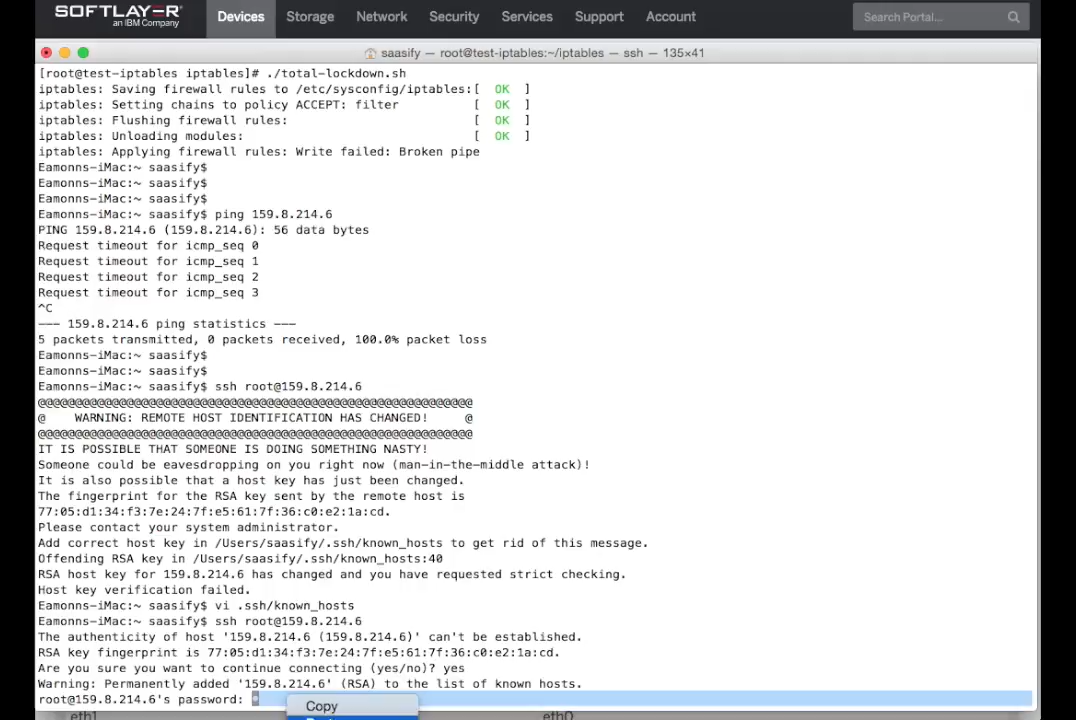 SOFTLAYER
an IBM Company
Devices Storage Network Security Services Support Account
Search Portal...
saasify — root@test-iptables:~/iptables — ssh — 135×41
[root@test-iptables iptables]# ./total-lockdown.sh
iptables: Saving firewall rules to /etc/sysconfig/iptables:[ OK ]
iptables: Setting chains to policy ACCEPT: filter [ OK ]
iptables: Flushing firewall rules: [ OK ]
iptables: Unloading modules: [ OK ]
iptables: Applying firewall rules: Write failed: Broken pipe
Eamonns-iMac:~ saasify$
Eamonns-iMac:~ saasify$
Eamonns-iMac:~ saasify$
Eamonns-iMac:~ saasify$ ping 159.8.214.6
PING 159.8.214.6 (159.8.214.6): 56 data bytes
Request timeout for icmp_seq 0
Request timeout for icmp_seq 1
Request timeout for icmp_seq 2
Request timeout for icmp_seq 3
^C
--- 159.8.214.6 ping statistics ---
5 packets transmitted, 0 packets received, 100.0% packet loss
Eamonns-iMac:~ saasify$
Eamonns-iMac:~ saasify$
Eamonns-iMac:~ saasify$ ssh root@159.8.214.6
@@@@@@@@@@@@@@@@@@@@@@@@@@@@@@@@@@@@@@@@@@@@@@@@@@@@@@@@@@@
@ WARNING: REMOTE HOST IDENTIFICATION HAS CHANGED! @
@@@@@@@@@@@@@@@@@@@@@@@@@@@@@@@@@@@@@@@@@@@@@@@@@@@@@@@@@@@
IT IS POSSIBLE THAT SOMEONE IS DOING SOMETHING NASTY!
Someone could be eavesdropping on you right now (man-in-the-middle attack)!
It is also possible that a host key has just been changed.
The fingerprint for the RSA key sent by the remote host is
77:05:d1:34:f3:7e:24:7f:e5:61:7f:36:c0:e2:1a:cd.
Please contact your system administrator.
Add correct host key in /Users/saasify/.ssh/known_hosts to get rid of this message.
Offending RSA key in /Users/saasify/.ssh/known_hosts:40
RSA host key for 159.8.214.6 has changed and you have requested strict checking.
Host key verification failed.
Eamonns-iMac:~ saasify$ vi .ssh/known_hosts
Eamonns-iMac:~ saasify$ ssh root@159.8.214.6
The authenticity of host '159.8.214.6 (159.8.214.6)' can't be established.
RSA key fingerprint is 77:05:d1:34:f3:7e:24:7f:e5:61:7f:36:c0:e2:1a:cd.
Are you sure you want to continue connecting (yes/no)? yes
Warning: Permanently added '159.8.214.6' (RSA) to the list of known hosts.
root@159.8.214.6's password:
Copy
eth1 eth0